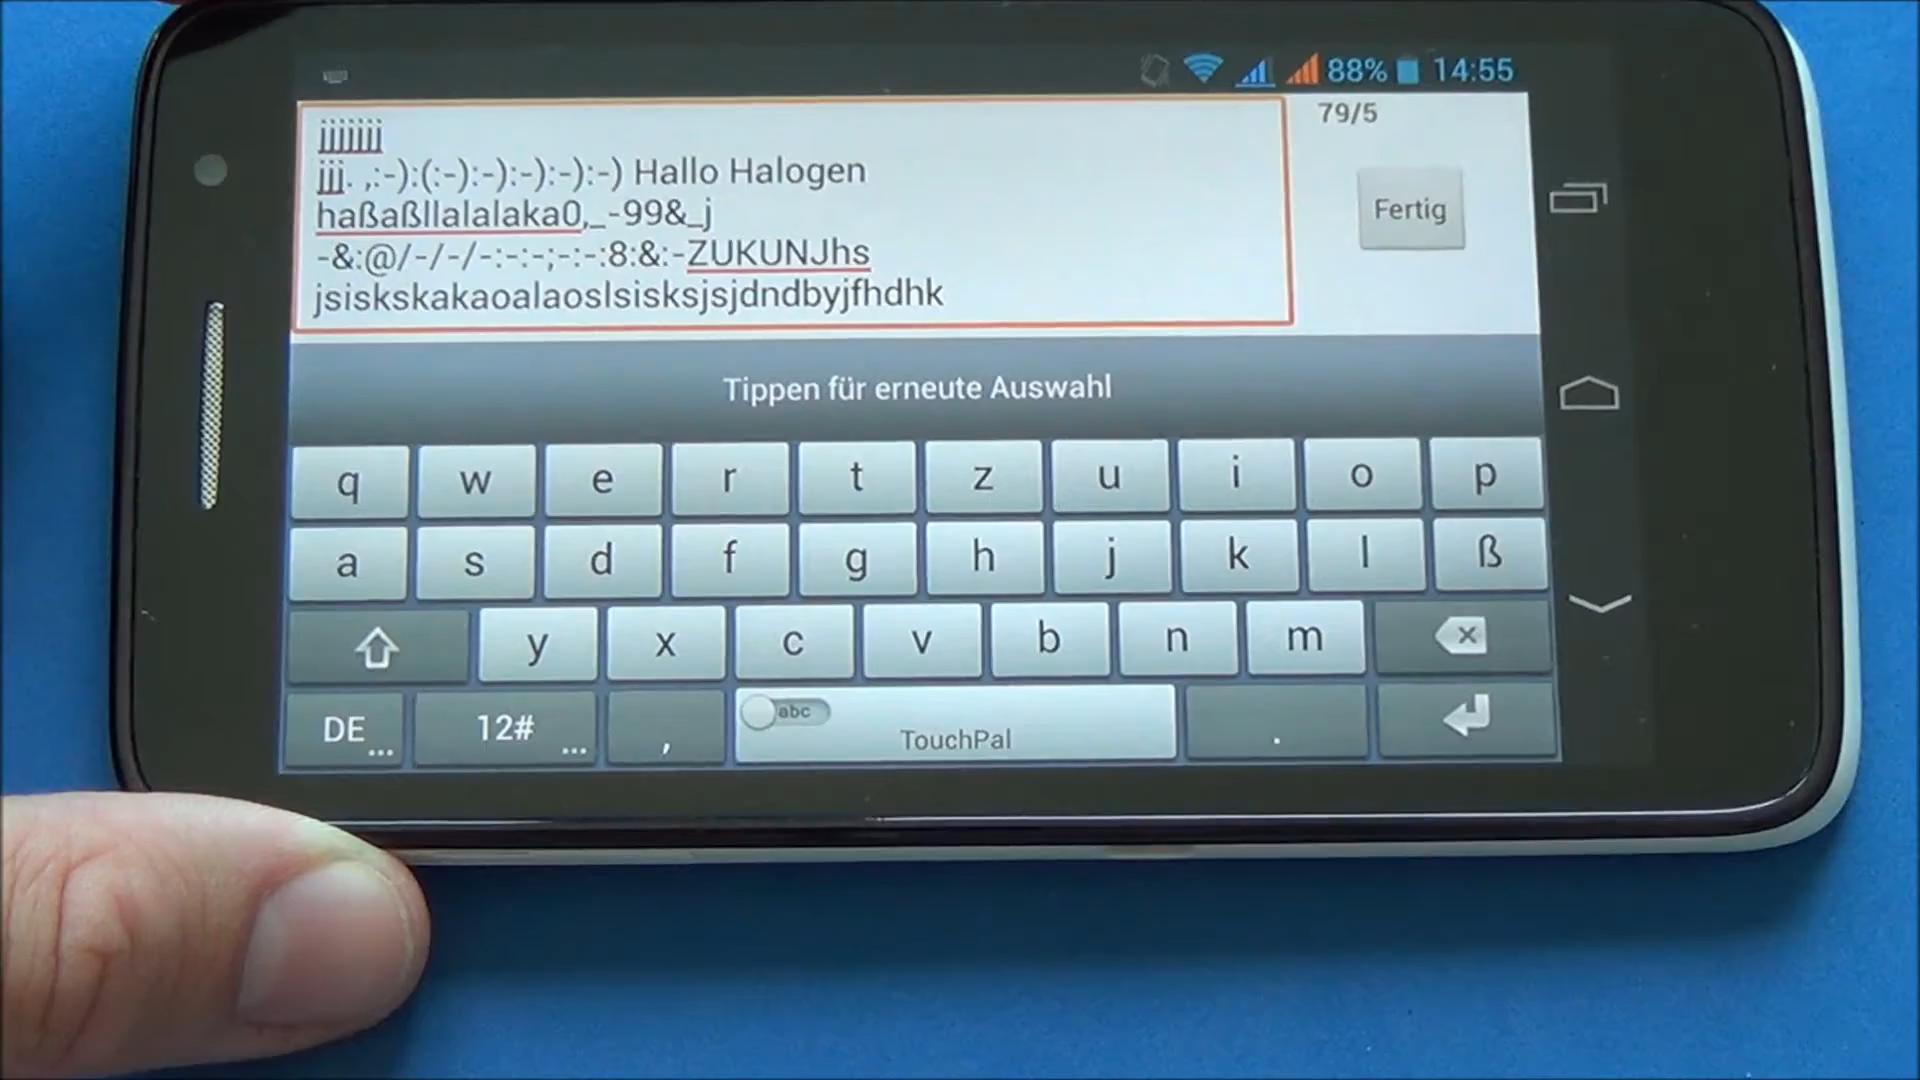 88% 14:55
jjjjjjj
79/5
jjj. ,:-):(:-):-):-):-):-) Hallo Halogen
Fertig
haßaßllalalaka0,_-99&_j
-&:@/-/-/-:-:-;-:-:8:&:-ZUKUNJhs
jsiskskakaoalaoslsisksjsjdndbyjfhdhk
Tippen für erneute Auswahl
q w e r t z u i o p
a s d f g h j k l ß
y x c v b n m
DE... 12#... , abc TouchPal .